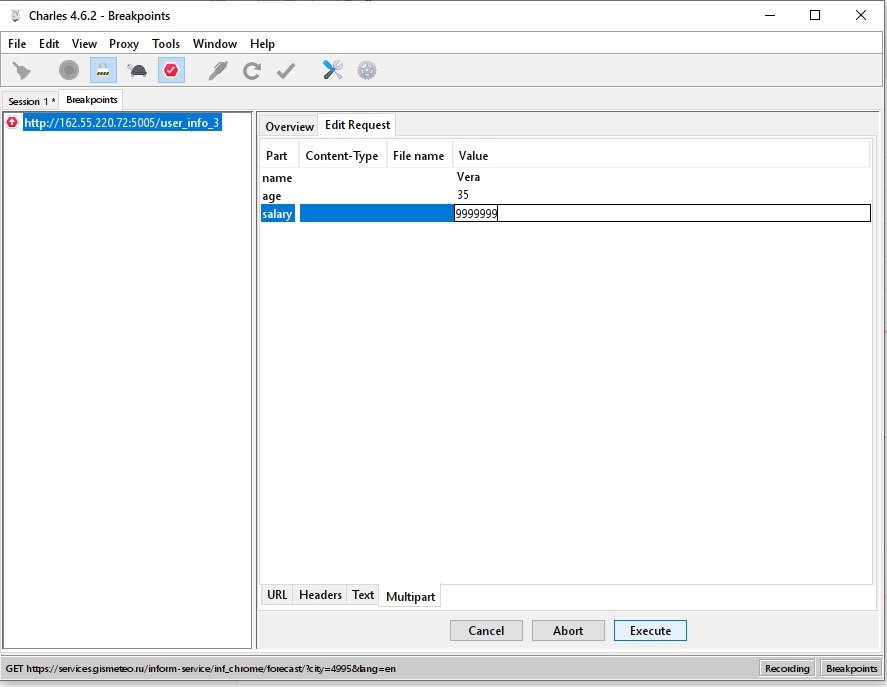 Charles 4.6.2 - Breakpoints
File Edit View Proxy Tools Window Help
Session 1 * Breakpoints
http://162.55.220.72:5005/user_info_3
Overview Edit Request
Part Content-Type File name Value
name Vera
age 35
salary 9999999
URL Headers Text Multipart
Cancel Abort Execute
GET https://services.gismeteo.ru/inform-service/inf_chrome/forecast/?city=4995&lang=en Recording Breakpoints